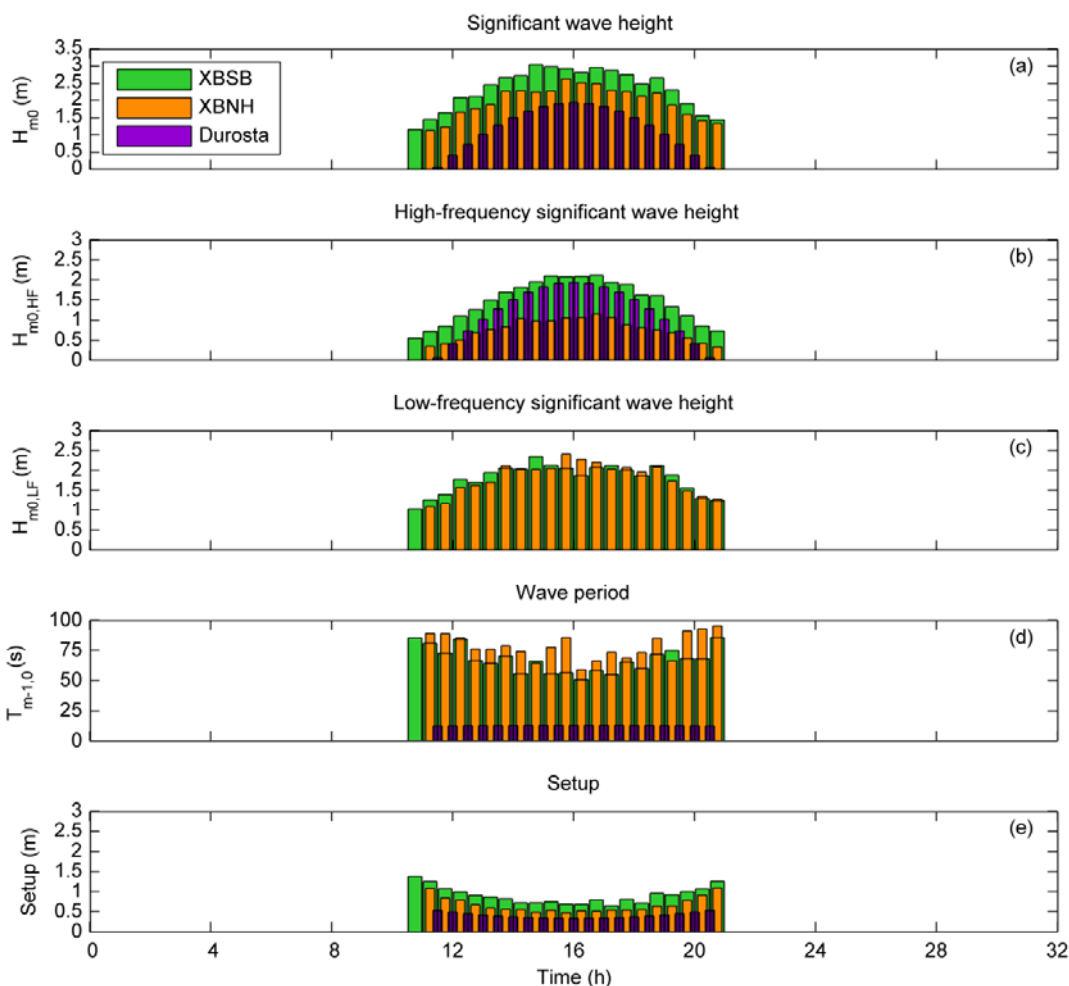 Significant wave height
(a)
H_m0 (m)
3.5
3
2.5
2
1.5
1
0.5
0
XBSB
XBNH
Durosta
High-frequency significant wave height
(b)
H_m0,HF (m)
3
2.5
2
1.5
1
0.5
0
Low-frequency significant wave height
(c)
H_m0,LF (m)
3
2.5
2
1.5
1
0.5
0
Wave period
(d)
T_m-1,0 (s)
100
75
50
25
0
Setup
(e)
Setup (m)
3
2.5
2
1.5
1
0.5
0
0 4 8 12 16 20 24 28 32
Time (h)